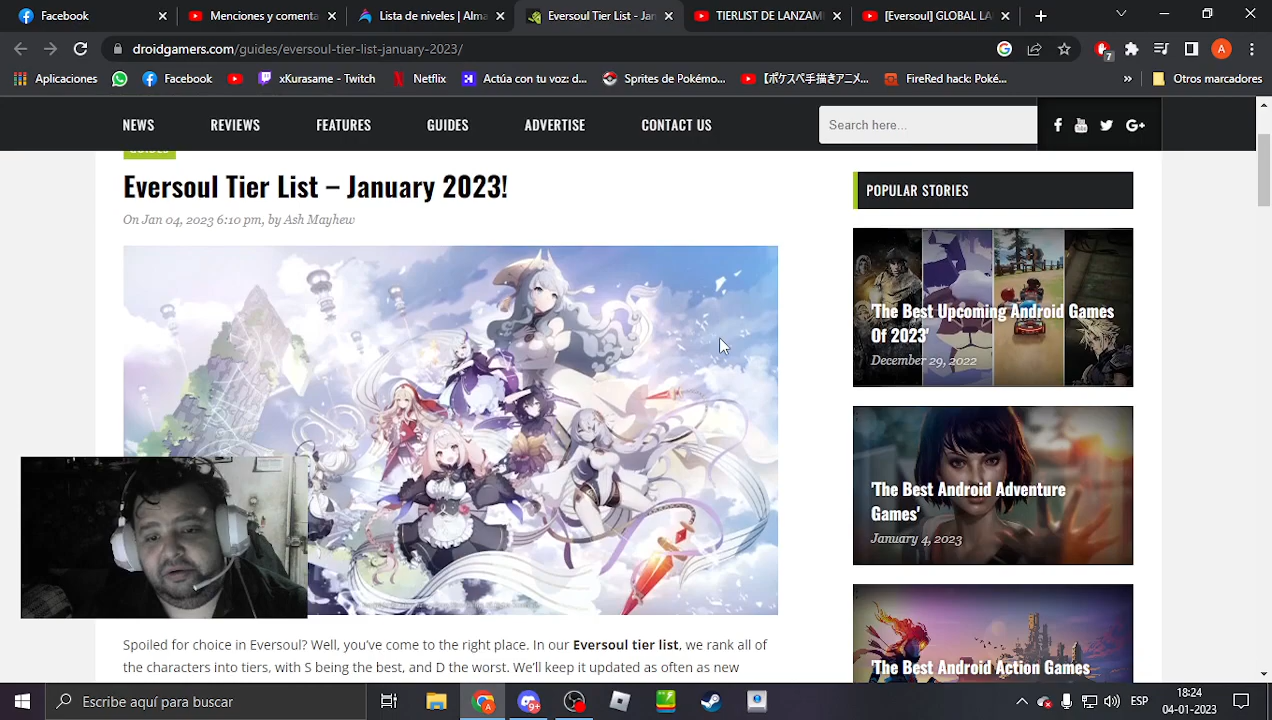 Facebook
Menciones y comenta
Lista de niveles | Alma
Eversoul Tier List - Jan
TIERLIST DE LANZAM
[Eversoul] GLOBAL LA
droidgamers.com/guides/eversoul-tier-list-january-2023/
7
A
Aplicaciones
Facebook
xKurasame - Twitch
Netflix
Actúa con tu voz: d...
Sprites de Pokémo...
【ポケスペ手描きアニメ...
FireRed hack: Poké...
»
Otros marcadores
NEWS
REVIEWS
FEATURES
GUIDES
ADVERTISE
CONTACT US
Search here...
Eversoul Tier List – January 2023!
On Jan 04, 2023 6:10 pm, by Ash Mayhew
POPULAR STORIES
'The Best Upcoming Android Games
Of 2023'
December 29, 2022
'The Best Android Adventure
Games'
January 4, 2023
'The Best Android Action Games
Spoiled for choice in Eversoul? Well, you've come to the right place. In our Eversoul tier list, we rank all of
the characters into tiers, with S being the best, and D the worst. We'll keep it updated as often as new
Escribe aquí para buscar
9+
ESP
18:24
04-01-2023